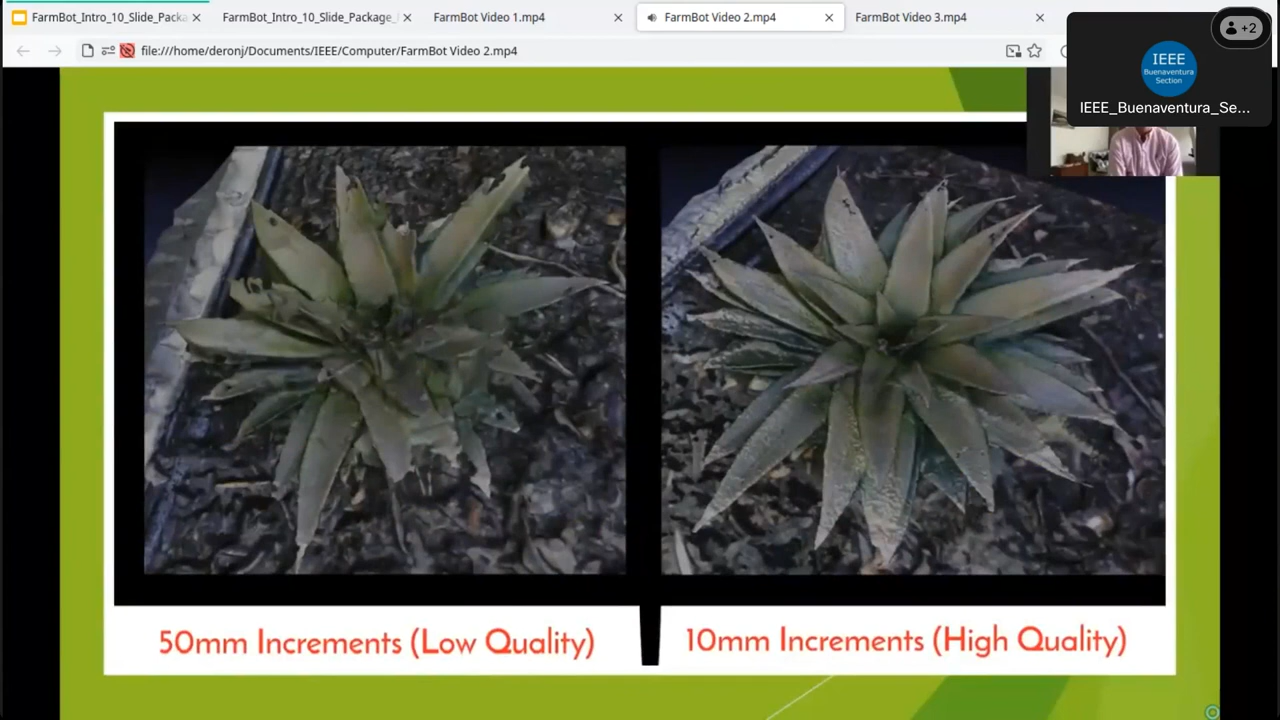 FarmBot_Intro_10_Slide_Packa
FarmBot_Intro_10_Slide_Package_
FarmBot Video 1.mp4
FarmBot Video 2.mp4
FarmBot Video 3.mp4
+2
file:///home/deronj/Documents/IEEE/Computer/FarmBot Video 2.mp4
IEEE
Buenaventura
Section
IEEE_Buenaventura_Se...
50mm Increments (Low Quality)
10mm Increments (High Quality)